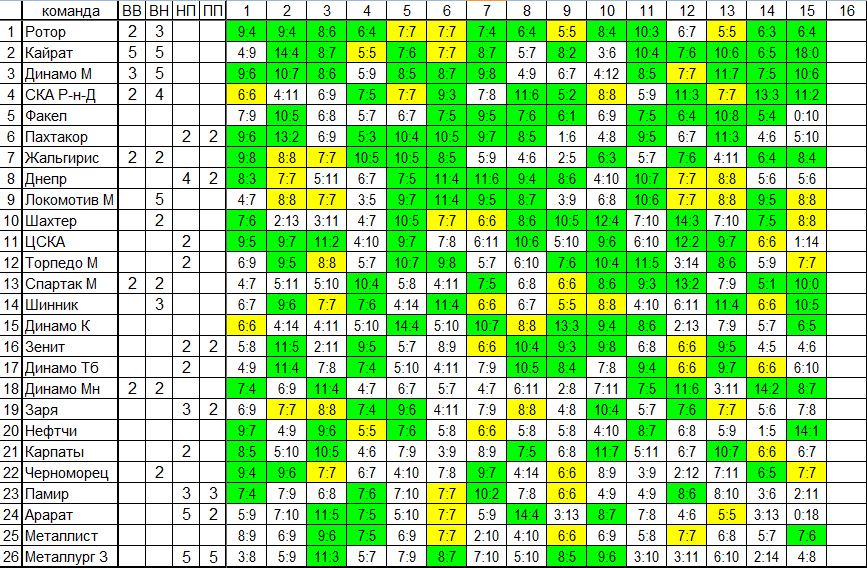 команда ВВ ВН НП ПП 1 2 3 4 5 6 7 8 9 10 11 12 13 14 15 16
1 Ротор 2 3 9:4 9:4 8:6 6:4 7:7 7:7 7:4 6:4 5:5 8:4 10:3 6:7 5:5 6:3 6:4
2 Кайрат 5 5 4:9 14:4 8:7 5:5 7:6 7:7 8:7 5:7 8:2 3:6 10:4 7:6 10:6 6:5 18:0
3 Динамо М 3 5 9:6 10:7 8:6 5:9 8:5 8:7 9:8 4:9 6:7 4:12 8:5 7:7 11:7 7:5 10:6
4 СКА Р-н-Д 2 4 6:6 4:11 6:9 7:5 7:7 9:3 7:8 11:6 5:2 8:8 5:9 11:3 7:7 13:3 11:2
5 Факел 7:9 10:5 6:8 5:7 6:7 7:5 9:5 7:6 6:1 6:9 7:5 6:4 10:8 5:4 0:10
6 Пахтакор 2 2 9:6 13:2 6:9 5:3 10:4 10:5 9:7 8:5 1:6 4:8 9:5 6:7 11:3 4:6 5:10
7 Жальгирис 2 2 9:8 8:8 7:7 10:5 10:5 8:5 5:9 4:6 2:5 6:3 5:7 7:6 4:11 6:4 8:4
8 Днепр 4 2 8:3 7:7 5:11 6:7 7:5 11:4 11:6 9:4 8:6 4:10 10:7 7:7 8:8 5:6 5:6
9 Локомотив М 5 4:7 8:8 7:7 3:5 9:7 11:4 9:5 8:7 3:9 6:8 10:6 7:8 8:8 9:5 8:8
10 Шахтер 2 7:6 2:13 3:11 4:7 10:5 7:7 6:6 8:6 10:5 12:4 7:10 14:3 7:10 7:5 8:8
11 ЦСКА 2 9:5 9:7 11:2 4:10 9:7 7:8 6:11 10:6 5:10 9:6 6:10 12:2 9:7 6:6 1:14
12 Торпедо М 2 6:9 9:5 8:8 5:7 10:7 9:8 5:7 6:10 7:6 10:4 11:5 3:14 8:6 5:9 7:7
13 Спартак М 2 2 4:7 5:11 5:10 10:4 5:8 4:11 7:5 6:8 6:6 8:6 9:3 13:2 7:9 5:1 10:0
14 Шинник 3 6:7 9:6 7:7 7:6 4:14 11:4 6:6 6:7 5:5 8:8 4:10 6:11 11:4 6:6 10:5
15 Динамо К 6:6 4:14 4:11 5:10 14:4 5:10 10:7 8:8 13:3 9:4 8:6 2:13 7:9 5:7 6:5
16 Зенит 2 2 5:8 11:5 2:11 9:5 5:7 8:9 6:6 10:4 9:3 9:8 6:8 6:6 9:5 4:5 4:6
17 Динамо Тб 2 4:9 11:4 7:8 7:4 5:10 4:11 7:9 10:5 8:4 7:8 9:4 6:6 9:7 6:6 6:10
18 Динамо Мн 2 2 7:4 6:9 11:4 4:7 6:7 5:7 4:7 6:11 2:8 7:11 7:5 11:6 3:11 14:2 8:7
19 Заря 3 2 6:9 7:7 8:8 7:4 9:6 4:11 7:9 8:8 4:8 10:4 5:7 7:6 7:7 5:6 7:8
20 Нефтчи 9:7 4:9 9:6 5:5 7:6 5:8 6:6 5:8 5:8 4:10 8:7 6:8 5:9 1:5 14:1
21 Карпаты 2 8:5 5:10 10:5 4:6 7:9 3:9 8:9 7:5 6:8 11:7 5:11 6:7 10:7 6:6 6:7
22 Черноморец 2 9:4 9:6 7:7 6:7 4:10 7:8 9:7 4:14 6:6 8:9 3:9 2:12 7:11 6:5 7:7
23 Памир 3 3 7:4 7:9 6:8 7:6 7:10 7:7 10:2 7:8 6:6 4:9 4:9 8:6 8:10 3:6 2:11
24 Арарат 5 2 5:9 7:10 11:5 7:5 5:10 7:7 5:9 14:4 3:13 8:7 7:8 4:6 5:5 3:13 0:18
25 Металлист 8:9 6:9 9:6 7:5 6:9 7:7 2:10 4:10 6:6 6:9 5:8 7:7 6:8 5:7 7:6
26 Металлург З 5 5 3:8 5:9 11:3 5:7 7:9 8:7 7:10 5:10 8:5 9:6 3:10 3:11 6:10 2:14 4:8